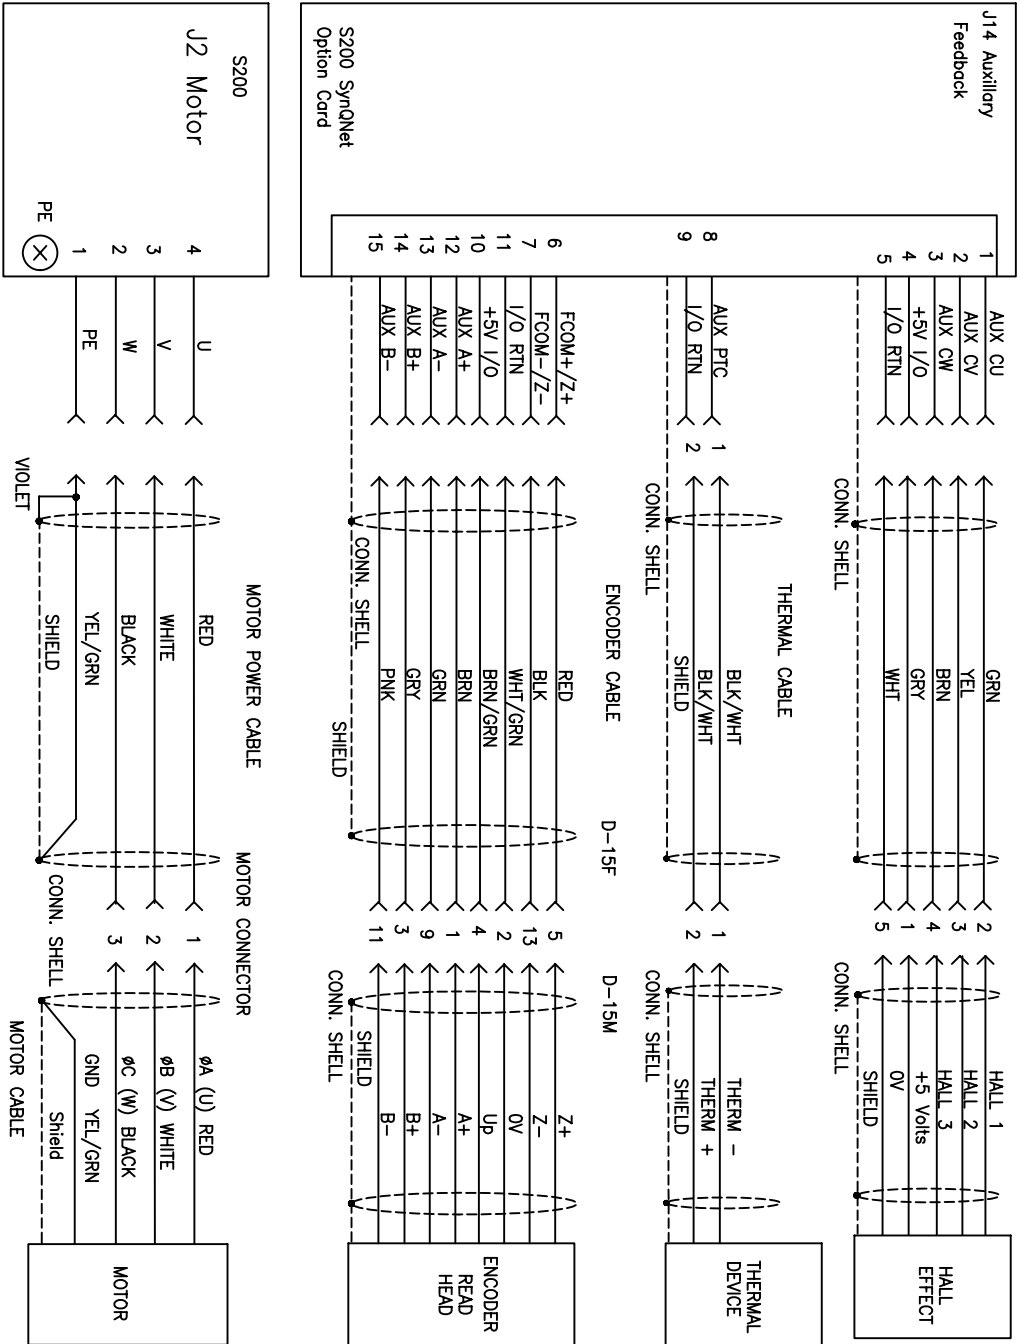 J14 Auxillary
Feedback
S200 SynQNet
Option Card
1
2
3
4
5
AUX CU
AUX CV
AUX CW
+5V I/O
I/O RTN
CONN. SHELL
GRN
YEL
BRN
GRY
WHT
2
3
4
1
5
CONN. SHELL
HALL 1
HALL 2
HALL 3
+5 Volts
0V
SHIELD
HALL
EFFECT
8
9
AUX PTC
I/O RTN
1
2
CONN. SHELL
THERMAL CABLE
BLK/WHT
BLK/WHT
SHIELD
1
2
CONN. SHELL
THERM -
THERM +
SHIELD
THERMAL
DEVICE
6
7
11
10
12
13
14
15
FCOM+/Z+
FCOM-/Z-
I/O RTN
+5V I/O
AUX A+
AUX A-
AUX B+
AUX B-
CONN. SHELL
ENCODER CABLE
RED
BLK
WHT/GRN
BRN/GRN
BRN
GRN
GRY
PNK
SHIELD
D-15F
5
13
2
4
1
9
3
11
D-15M
CONN. SHELL
SHIELD
Z+
Z-
0V
Up
A+
A-
B+
B-
ENCODER
READ
HEAD
S200
J2 Motor
4
3
2
1
PE
U
V
W
PE
VIOLET
MOTOR POWER CABLE
RED
WHITE
BLACK
YEL/GRN
SHIELD
MOTOR CONNECTOR
1
2
3
CONN. SHELL
øA (U) RED
øB (V) WHITE
øC (W) BLACK
GND YEL/GRN
Shield
MOTOR CABLE
MOTOR